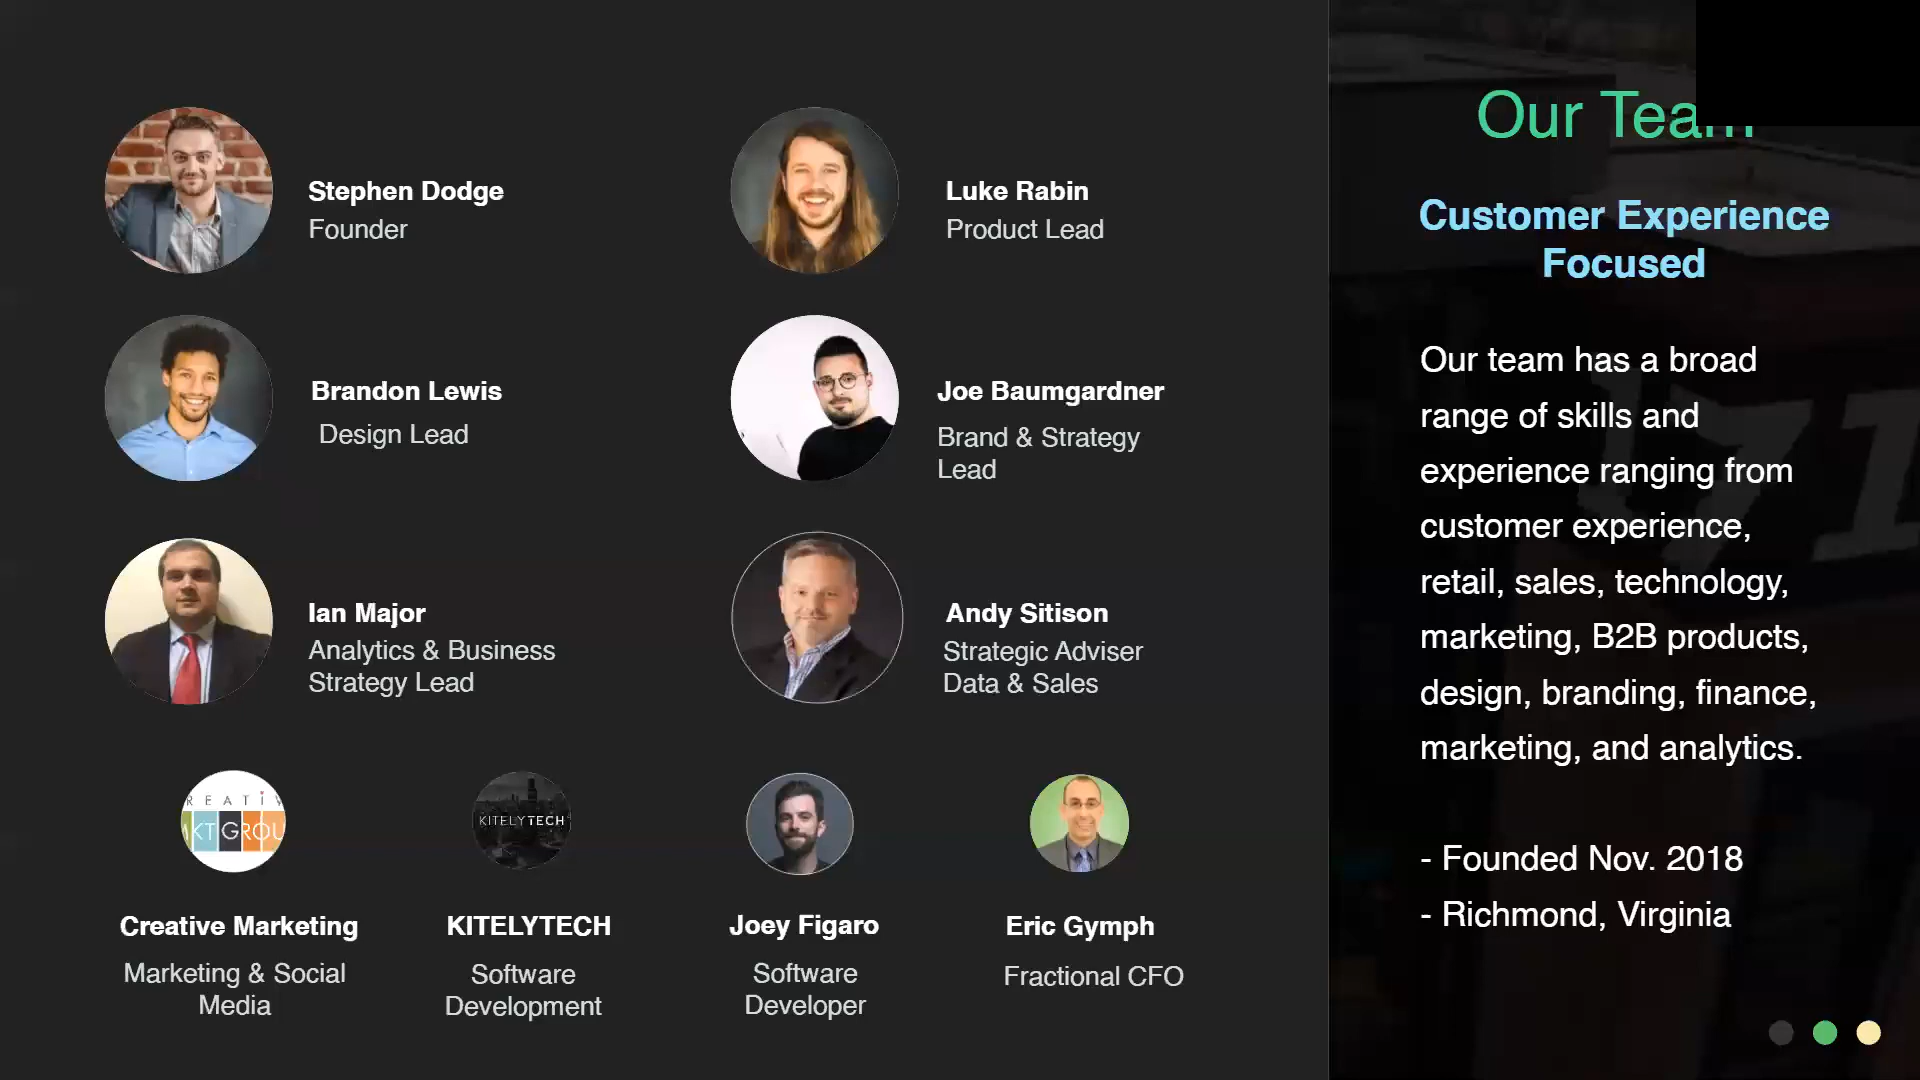 Stephen Dodge
Founder
Luke Rabin
Product Lead
Brandon Lewis
Design Lead
Joe Baumgardner
Brand & Strategy
Lead
Ian Major
Analytics & Business
Strategy Lead
Andy Sitison
Strategic Adviser
Data & Sales
REATIV
KTGROU
Creative Marketing
Marketing & Social
Media
KITELYTECH
KITELYTECH
Software
Development
Joey Figaro
Software
Developer
Eric Gymph
Fractional CFO
Our Team
Customer Experience
Focused
Our team has a broad
range of skills and
experience ranging from
customer experience,
retail, sales, technology,
marketing, B2B products,
design, branding, finance,
marketing, and analytics.
- Founded Nov. 2018
- Richmond, Virginia